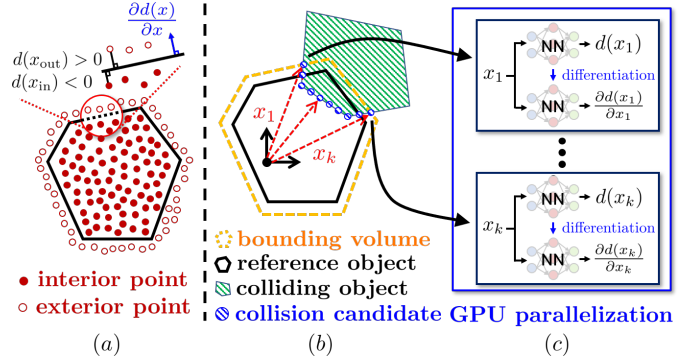 ∂d(x)
∂x
d(x_out) > 0
d(x_in) < 0
interior point
exterior point
(a)
x_1
x_k
bounding volume
reference object
colliding object
collision candidate
(b)
x_1
NN
d(x_1)
differentiation
NN
∂d(x_1)
∂x_1
x_k
NN
d(x_k)
differentiation
NN
∂d(x_k)
∂x_k
GPU parallelization
(c)